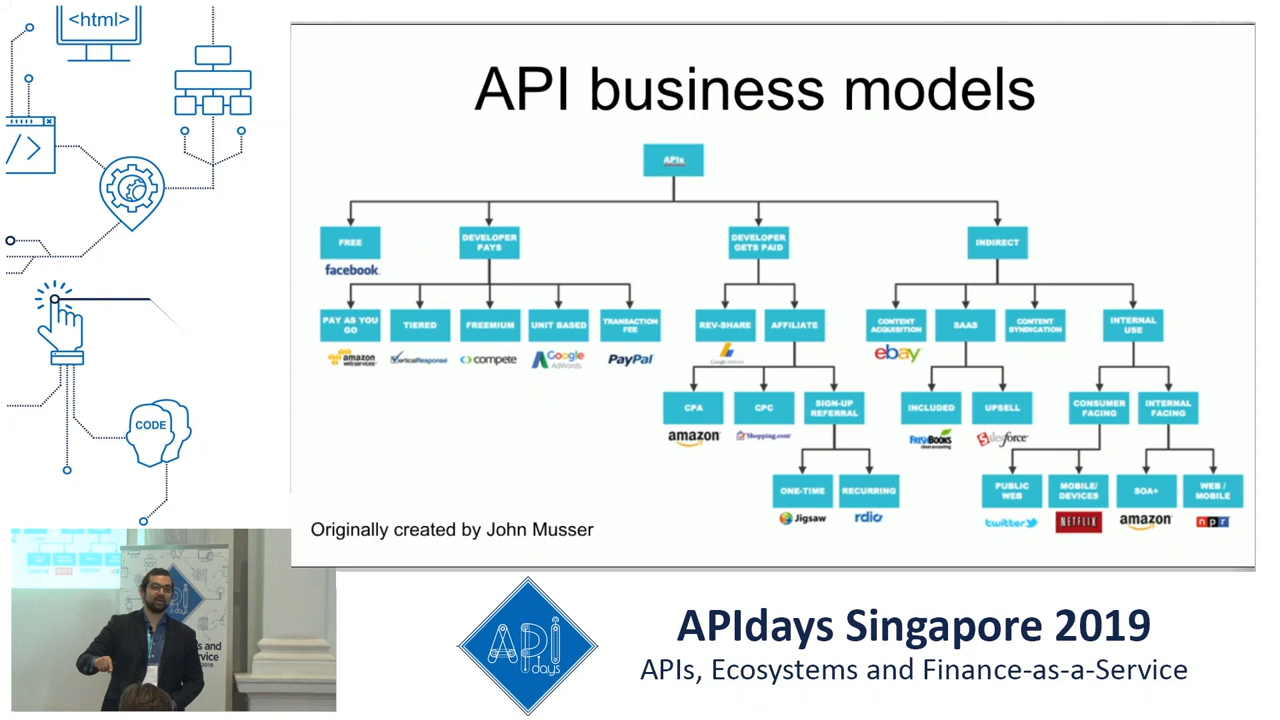 <html>
</>
CODE
API business models
APIs
FREE
facebook.
DEVELOPER
PAYS
DEVELOPER
GETS PAID
INDIRECT
PAY AS YOU
GO
amazon
webservices
TIERED
VerticalResponse
FREEMIUM
compete
UNIT BASED
Google
AdWords
TRANSACTION
FEE
PayPal
REV-SHARE
AFFILIATE
CONTENT
ACQUISITION
ebay
SAAS
CONTENT
SYNDICATION
INTERNAL
USE
CPA
amazon
CPC
Shopping.com
SIGN-UP
REFERRAL
INCLUDED
FRESHBOOKS
UPSELL
salesforce
CONSUMER
FACING
INTERNAL
FACING
ONE-TIME
Jigsaw
RECURRING
rdio
PUBLIC
WEB
twitter
MOBILE/
DEVICES
NETFLIX
SOA+
amazon
WEB /
MOBILE
npr
Originally created by John Musser
API
days
APIdays Singapore 2019
APIs, Ecosystems and Finance-as-a-Service